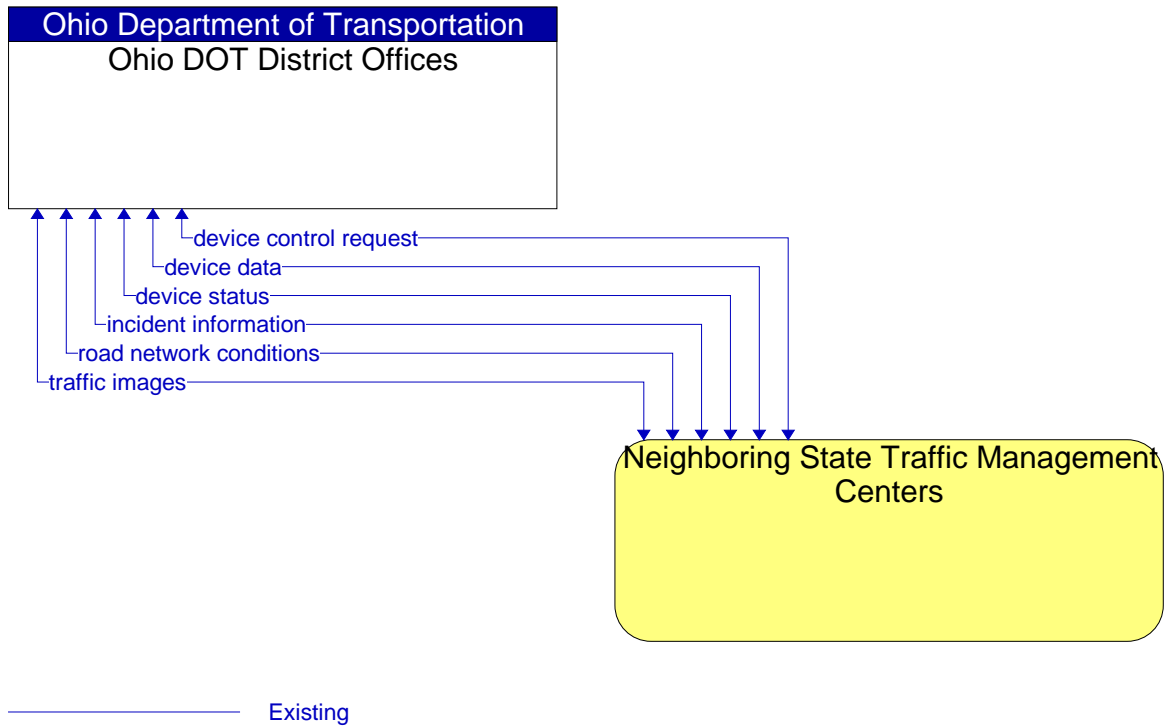 Ohio Department of Transportation
Ohio DOT District Offices
device control request
device data
device status
incident information
road network conditions
traffic images
Neighboring State Traffic Management
Centers
Existing